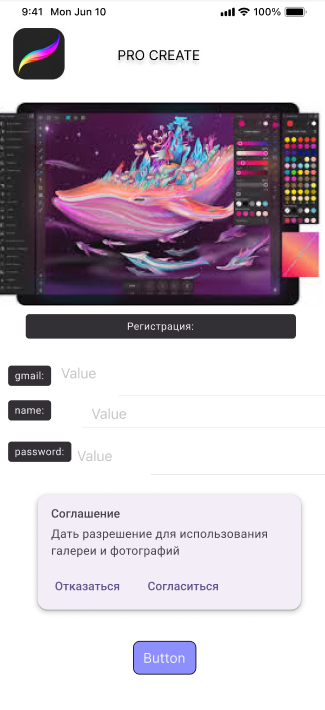 9:41 Mon Jun 10 100%
PRO CREATE
Регистрация:
gmail: Value
name: Value
password: Value
Соглашение
Дать разрешение для использования
галереи и фотографий
Отказаться Согласиться
Button